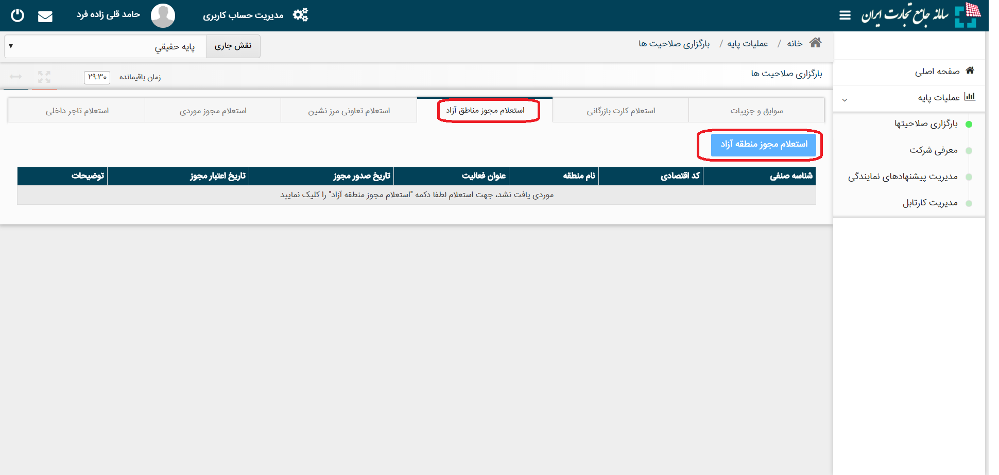 سامانه جامع تجارت ایران
مدیریت حساب کاربری
حامد قلی زاده فرد
خانه / عملیات پایه / بارگزاری صلاحیت ها
نقش جاری
پایه حقیقي
صفحه اصلی
عملیات پایه
بارگزاری صلاحیتها
معرفی شرکت
مدیریت پیشنهادهای نمایندگی
مدیریت کارتابل
بارگزاری صلاحیت ها
زمان باقیمانده ۲۹:۳۰
سوابق و جزییات
استعلام کارت بازرگانی
استعلام مجوز مناطق آزاد
استعلام تعاونی مرز نشین
استعلام مجوز موردی
استعلام تاجر داخلی
استعلام مجوز منطقه آزاد
شناسه صنفی
کد اقتصادی
نام منطقه
عنوان فعالیت
تاریخ صدور مجوز
تاریخ اعتبار مجوز
توضیحات
موردی یافت نشد، جهت استعلام لطفا دکمه "استعلام مجوز منطقه آزاد" را کلیک نمایید